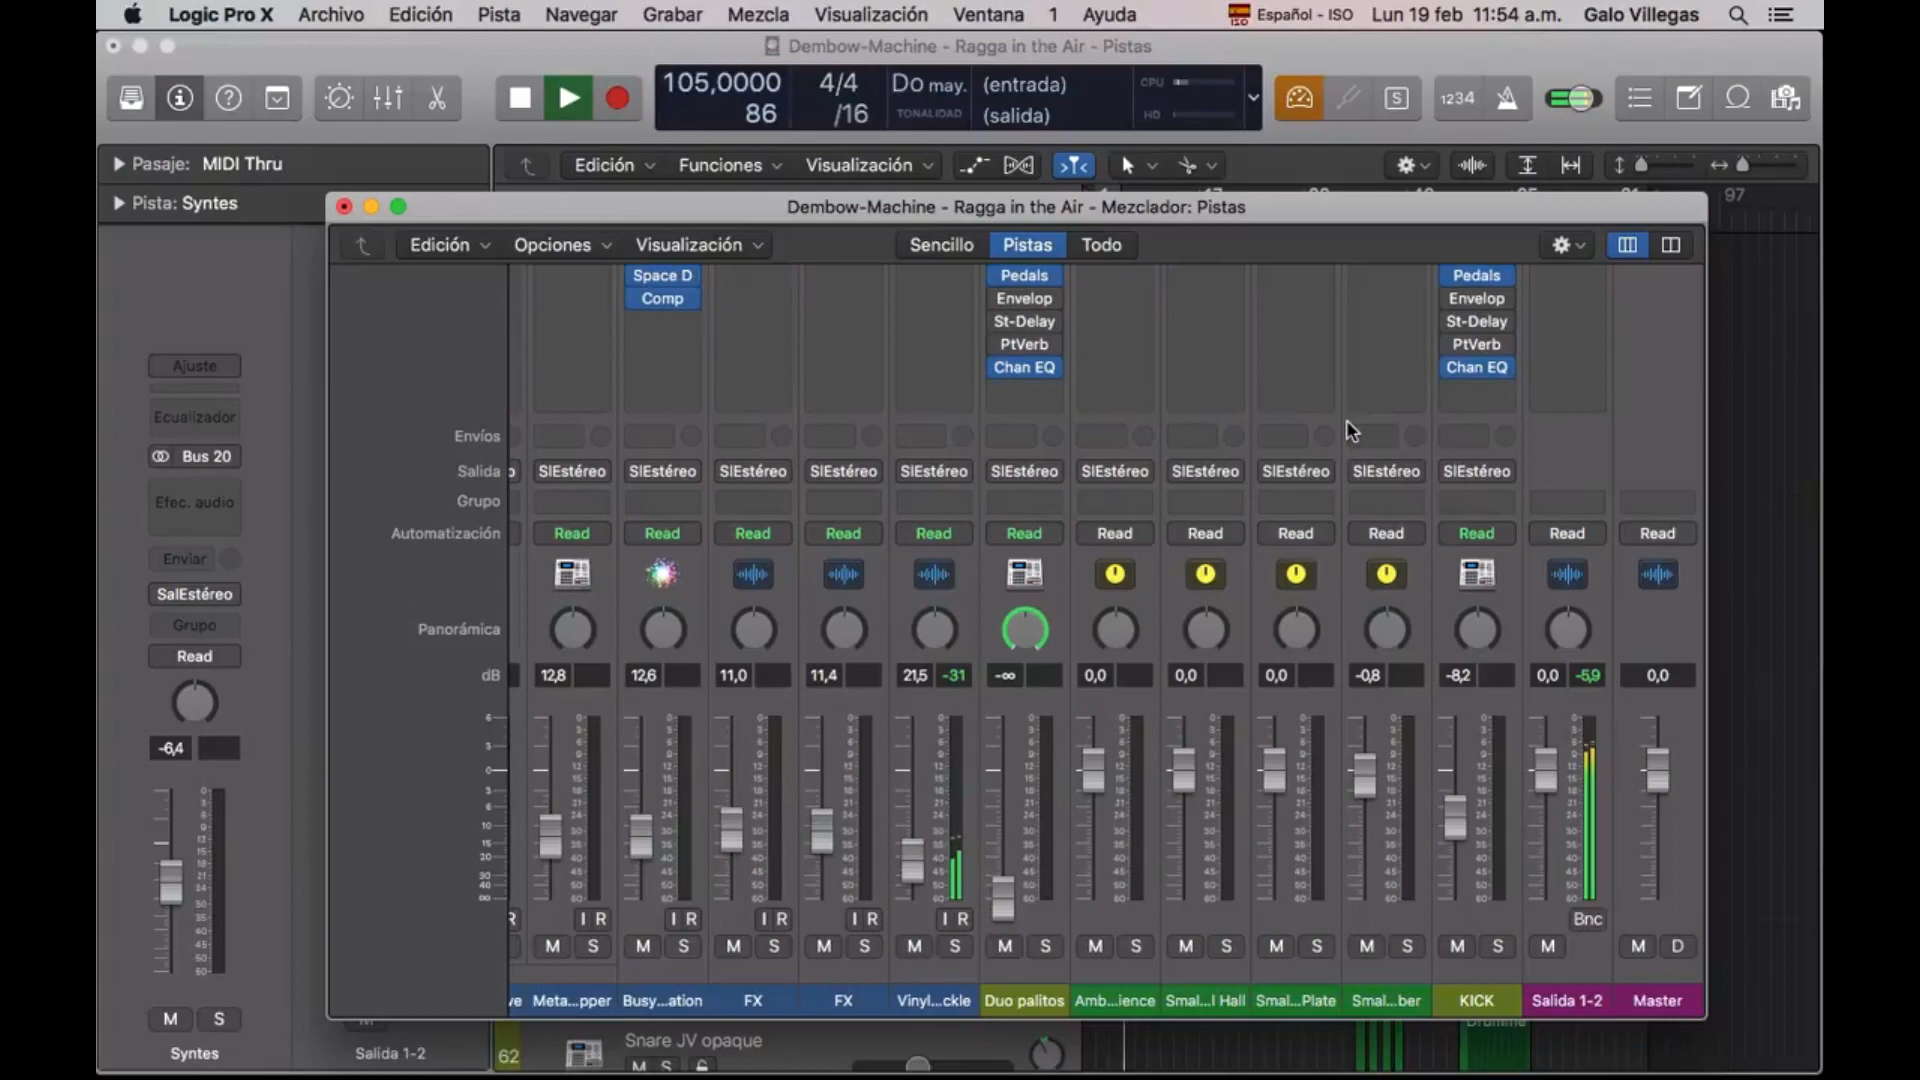 Logic Pro X Archivo Edición Pista Navegar Grabar Mezcla Visualización Ventana 1 Ayuda ISO Español - ISO Lun 19 feb 11:54 a.m. Galo Villegas
Dembow-Machine - Ragga in the Air - Pistas
105,0000 4/4 Do may. (entrada) CPU
86 /16 TONALIDAD (salida) HD
S 1234
Pasaje: MIDI Thru Edición Funciones Visualización
Pista: Syntes 97
Dembow-Machine - Ragga in the Air - Mezclador: Pistas
Edición Opciones Visualización Sencillo Pistas Todo
Space D Pedals Pedals
Comp Envelop Envelop
St-Delay St-Delay
PtVerb PtVerb
Chan EQ Chan EQ
Ajuste
Ecualizador
Bus 20
Efec. audio
Enviar
SalEstéreo
Grupo
Read
-6,4
Envíos
Salida SlEstéreo SlEstéreo SlEstéreo SlEstéreo SlEstéreo SlEstéreo SlEstéreo SlEstéreo SlEstéreo SlEstéreo SlEstéreo
Grupo
Automatización Read Read Read Read Read Read Read Read Read Read Read Read Read
Panorámica
dB 12,8 12,6 11,0 11,4 21,5 -31 -∞ 0,0 0,0 0,0 -0,8 -8,2 0,0 -5,9 0,0
I R I R I R I R I R Bnc
M S M S M S M S M S M S M S M S M S M S M S M M D
ve Meta...pper Busy...ation FX FX Vinyl...ckle Duo palitos Amb...ience Smal...l Hall Smal...Plate Smal...ber KICK Salida 1-2 Master
M S
Syntes Salida 1-2
62 Snare JV opaque
M S